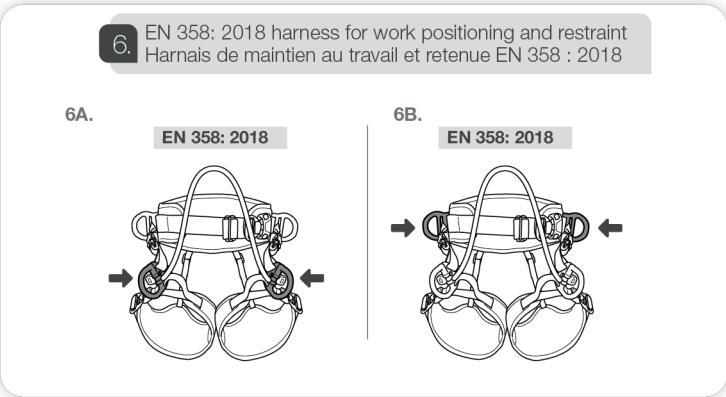 6. EN 358: 2018 harness for work positioning and restraint
Harnais de maintien au travail et retenue EN 358 : 2018
6A.
EN 358: 2018
6B.
EN 358: 2018